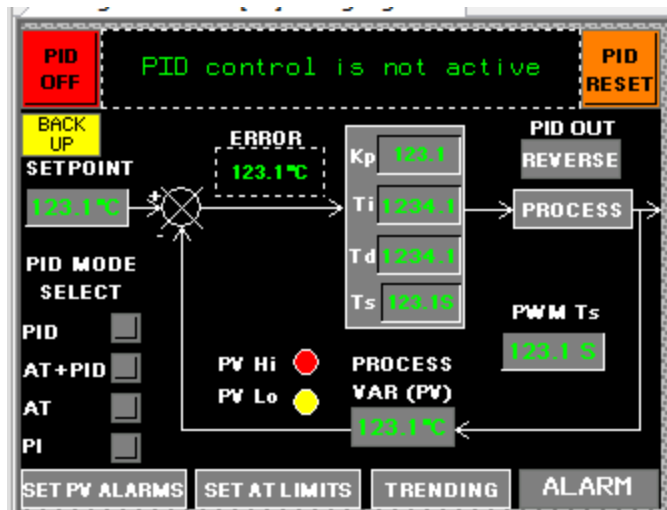 PID OFF
PID control is not active
PID RESET
BACK UP
SETPOINT
123.1°C
+
-
ERROR
123.1°C
Kp 123.1
Ti 1234.1
Td 1234.1
Ts 123.1S
PID OUT
REVERSE
PROCESS
PID MODE
SELECT
PID
AT+PID
AT
PI
PV Hi
PV Lo
PROCESS
VAR (PV)
123.1°C
PWM Ts
123.1 S
SET PV ALARMS
SET AT LIMITS
TRENDING
ALARM